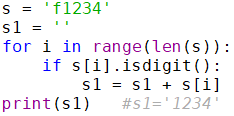 s = 'f1234'
s1 = ''
for i in range(len(s)):
    if s[i].isdigit():
        s1 = s1 + s[i]
print(s1)   #s1='1234'